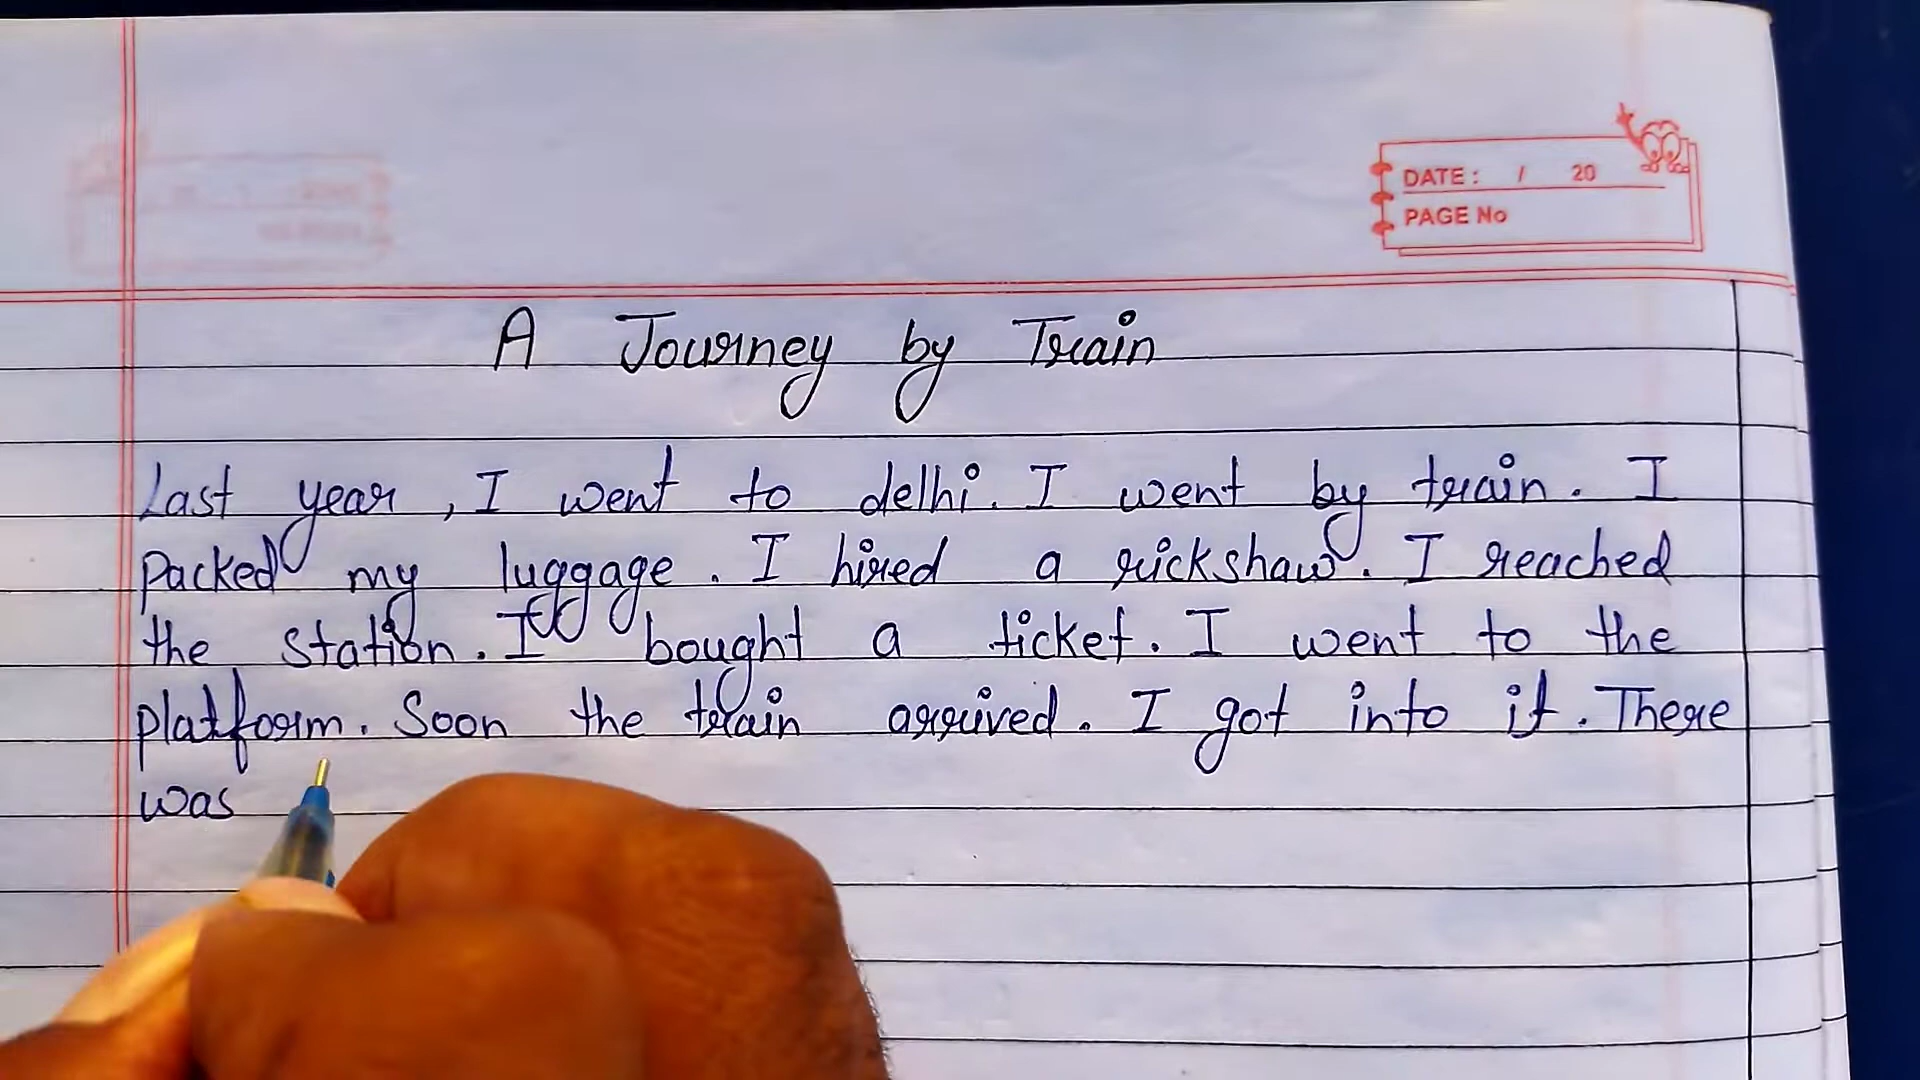 DATE: / 20
PAGE No
A Journey by Train
Last year, I went to delhi. I went by train. I
Packed my luggage. I hired a rickshaw. I reached
the station. I bought a ticket. I went to the
platform. Soon the train arrived. I got into it. There
was